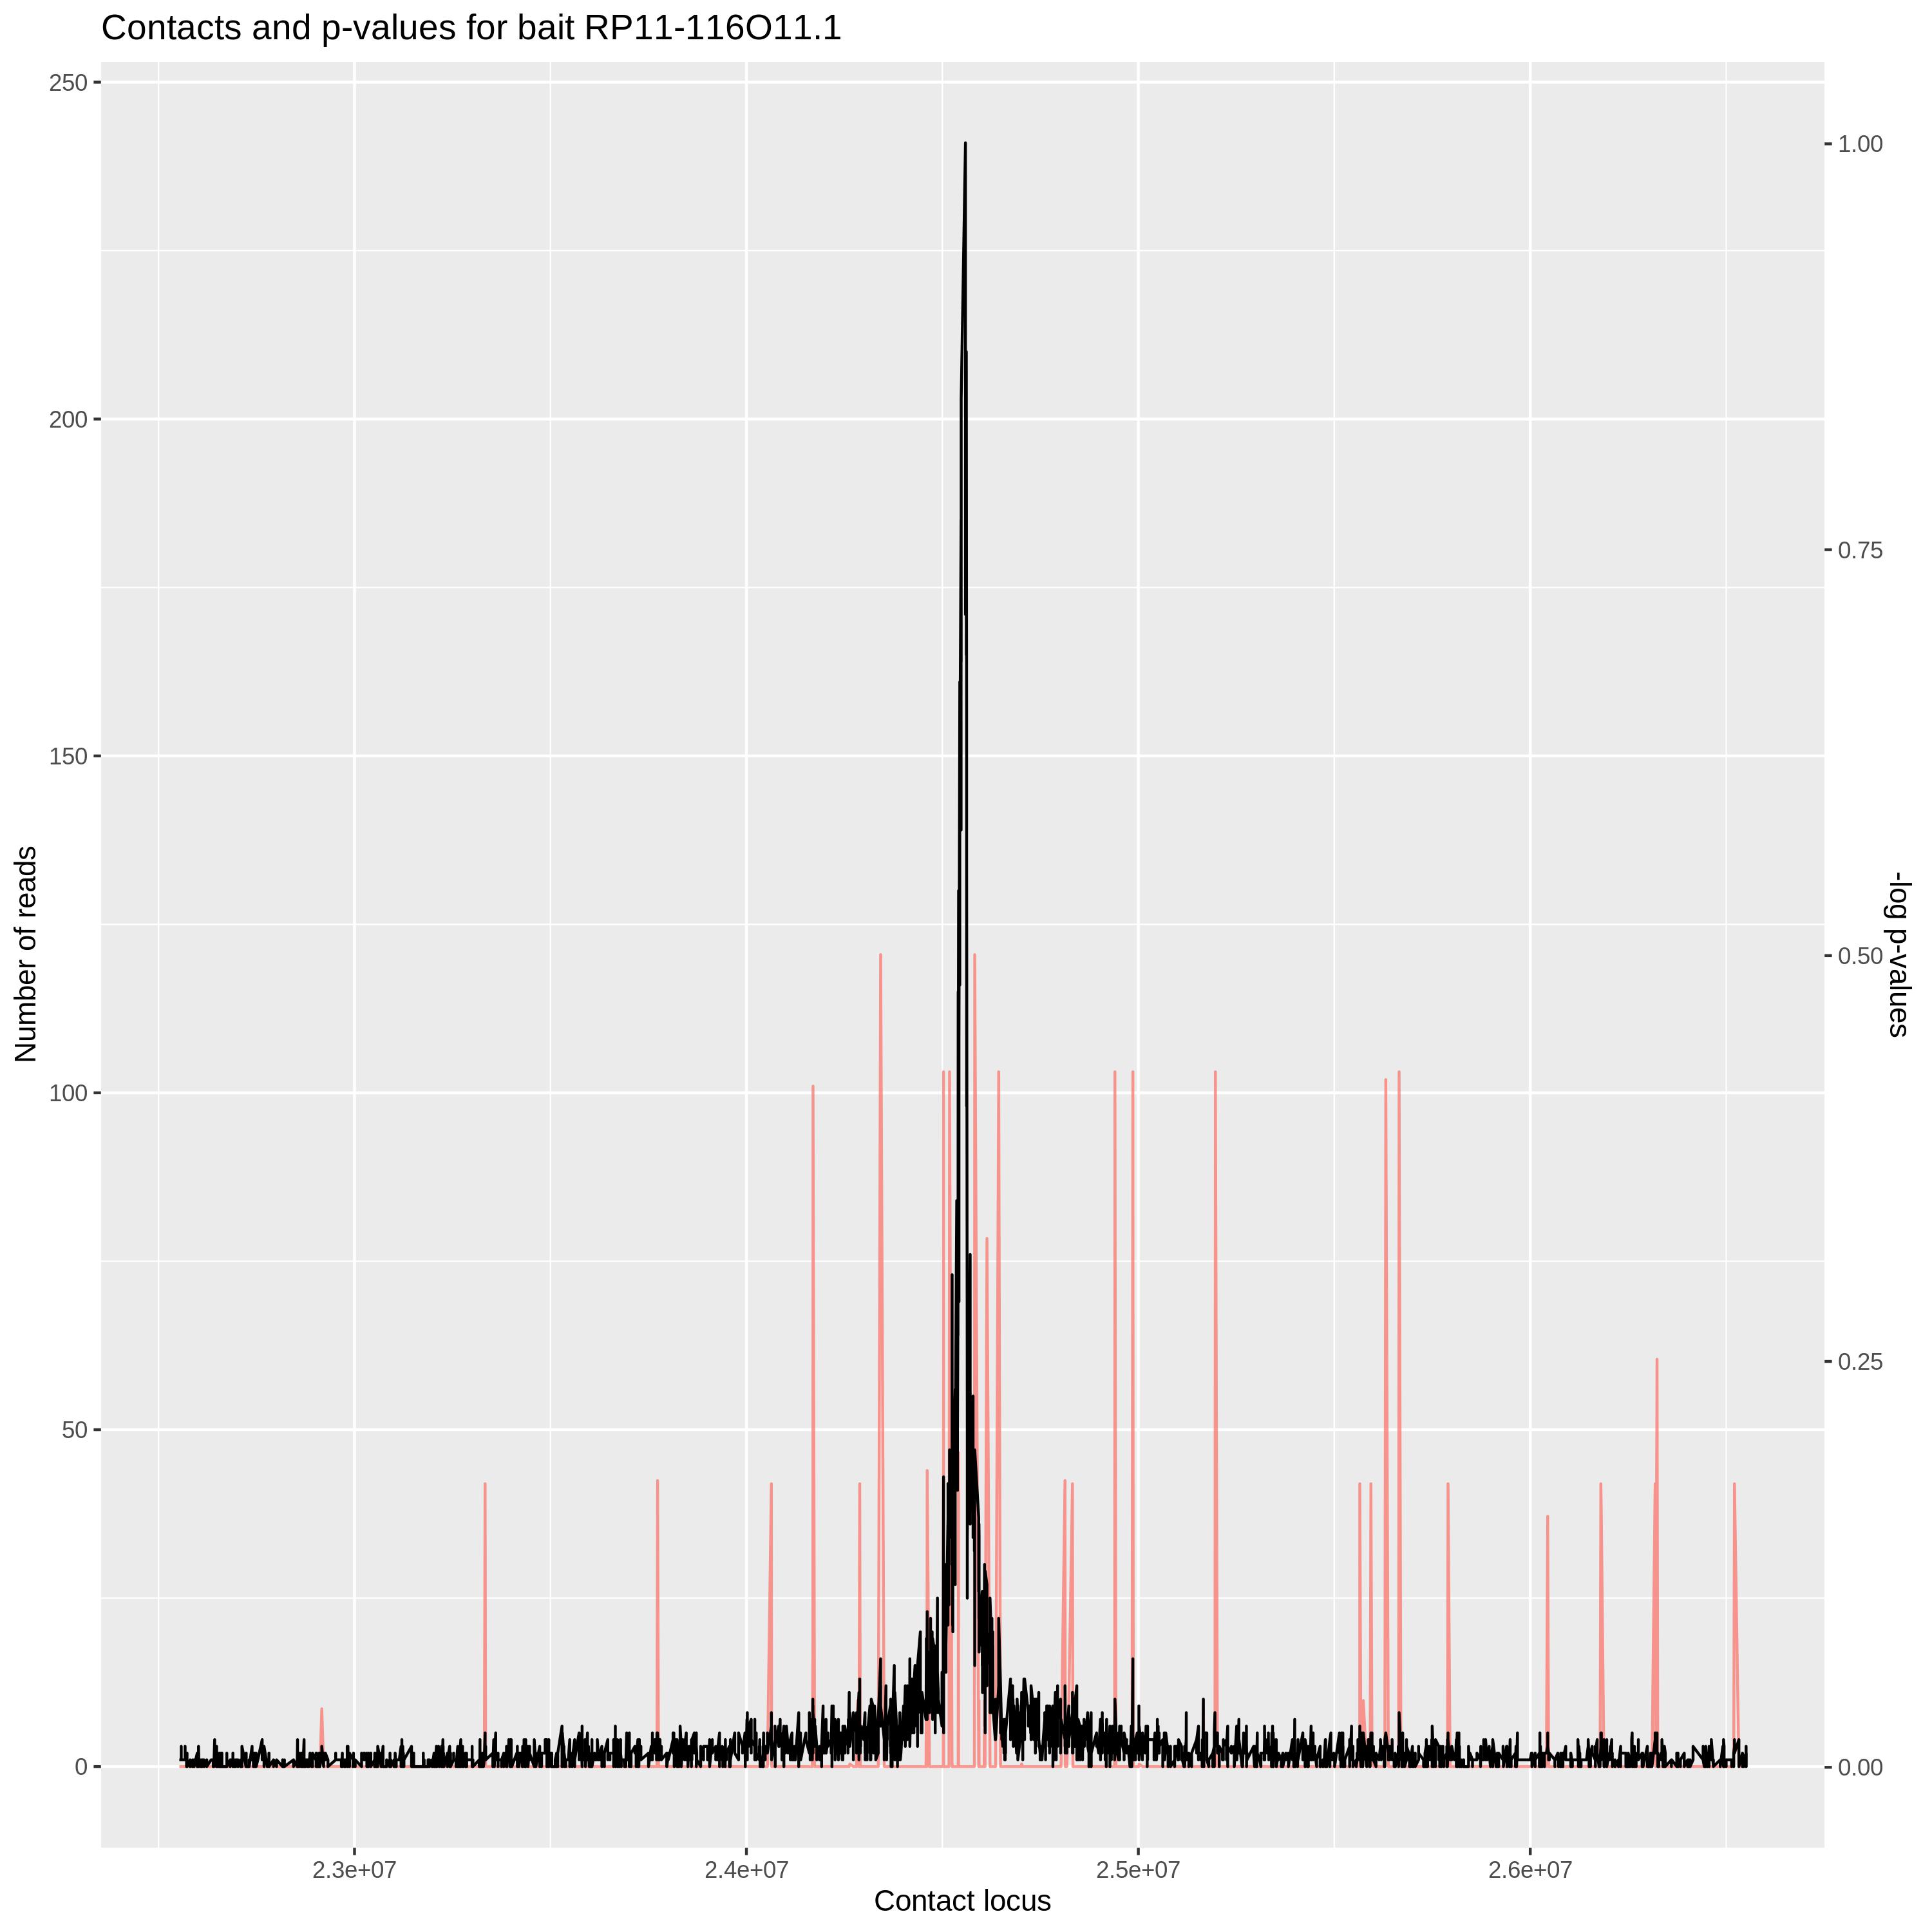 Contacts and p-values for bait RP11-116O11.1
250
200
150
100
50
0
Number of reads
1.00
0.75
0.50
0.25
0.00
-log p-values
2.3e+07
2.4e+07
2.5e+07
2.6e+07
Contact locus